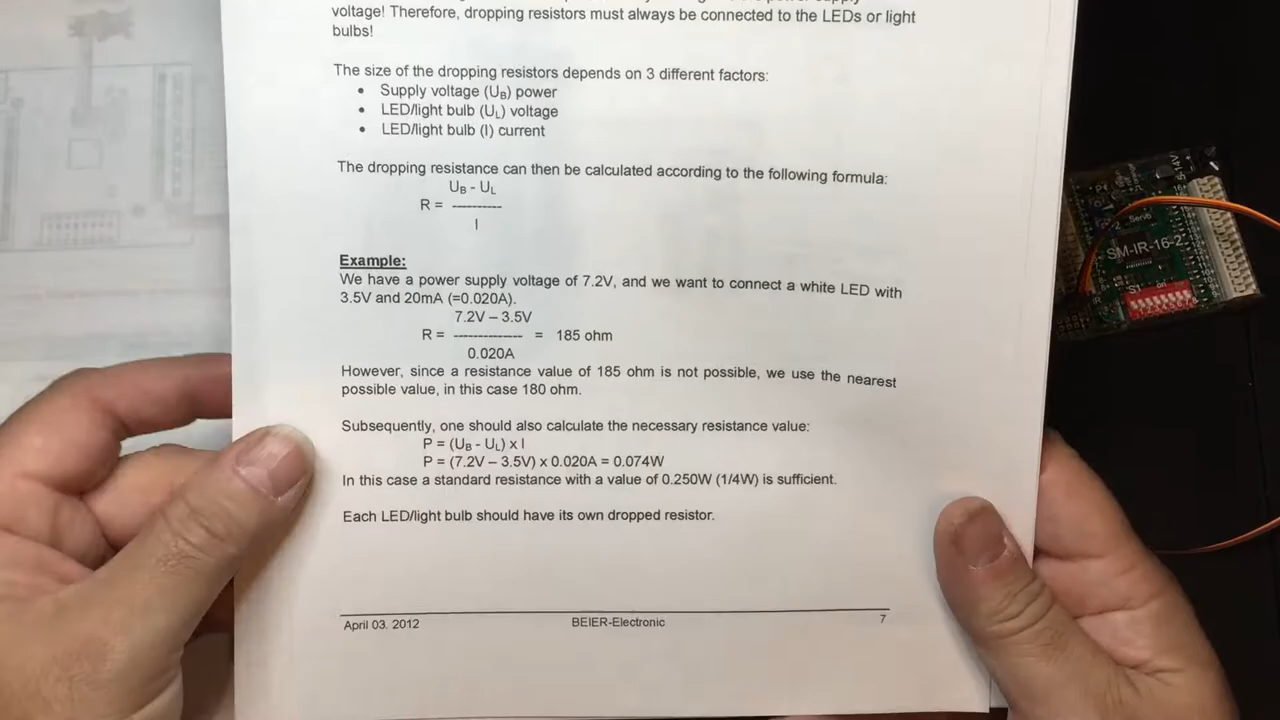 voltage! Therefore, dropping resistors must always be connected to the LEDs or light
bulbs!
The size of the dropping resistors depends on 3 different factors:
• Supply voltage (UB) power
• LED/light bulb (UL) voltage
• LED/light bulb (I) current
The dropping resistance can then be calculated according to the following formula:
UB - UL
R = ----------
I
Example:
We have a power supply voltage of 7.2V, and we want to connect a white LED with
3.5V and 20mA (=0.020A).
7.2V – 3.5V
R = -------------- = 185 ohm
0.020A
However, since a resistance value of 185 ohm is not possible, we use the nearest
possible value, in this case 180 ohm.
Subsequently, one should also calculate the necessary resistance value:
P = (UB - UL) x I
P = (7.2V – 3.5V) x 0.020A = 0.074W
In this case a standard resistance with a value of 0.250W (1/4W) is sufficient.
Each LED/light bulb should have its own dropped resistor.
April 03. 2012 BEIER-Electronic 7
5-14V
Servo
SM-IR-16-2
S1 on
IR